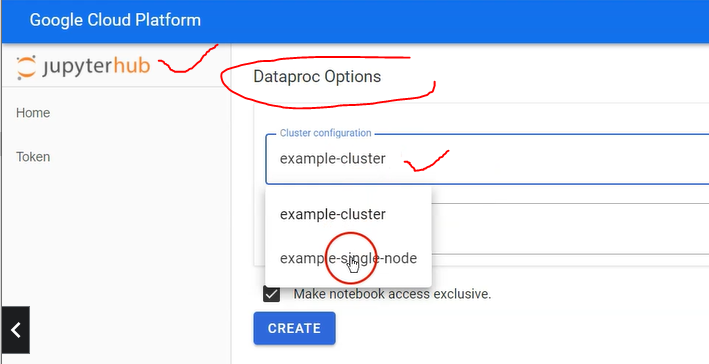 Google Cloud Platform
jupyterhub
Dataproc Options
Home
Token
Cluster configuration
example-cluster
example-cluster
example-single-node
Make notebook access exclusive.
CREATE